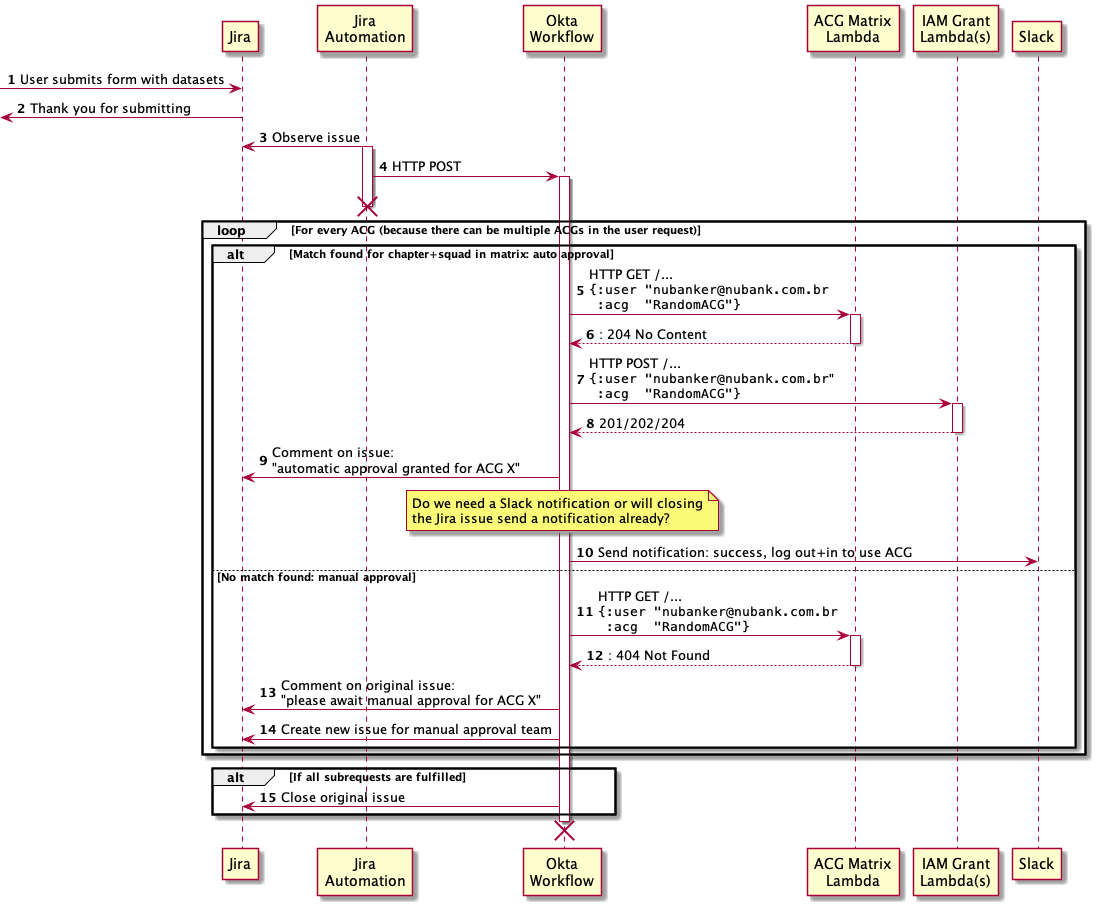 Jira
Jira
Automation
Okta
Workflow
ACG Matrix
Lambda
IAM Grant
Lambda(s)
Slack
1 User submits form with datasets
2 Thank you for submitting
3 Observe issue
4 HTTP POST
loop [For every ACG (because there can be multiple ACGs in the user request)]
alt [Match found for chapter+squad in matrix: auto approval]
HTTP GET /...
5 {:user "nubanker@nubank.com.br
:acg "RandomACG"}
6 : 204 No Content
HTTP POST /...
7 {:user "nubanker@nubank.com.br"
:acg "RandomACG"}
8 201/202/204
Comment on issue:
9 "automatic approval granted for ACG X"
Do we need a Slack notification or will closing
the Jira issue send a notification already?
10 Send notification: success, log out+in to use ACG
[No match found: manual approval]
HTTP GET /...
11 {:user "nubanker@nubank.com.br
:acg "RandomACG"}
12 : 404 Not Found
Comment on original issue:
13 "please await manual approval for ACG X"
14 Create new issue for manual approval team
alt [If all subrequests are fulfilled]
15 Close original issue
Jira
Jira
Automation
Okta
Workflow
ACG Matrix
Lambda
IAM Grant
Lambda(s)
Slack